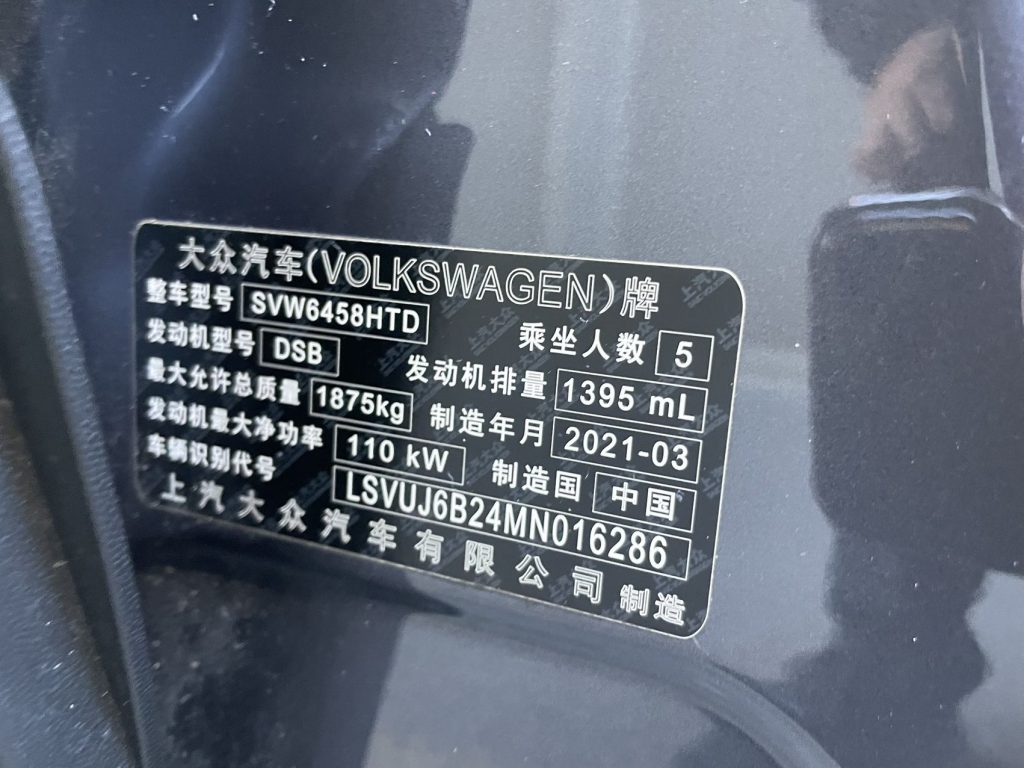 大众汽车(VOLKSWAGEN)牌
整车型号 SVW6458HTD 乘坐人数 5
发动机型号 DSB 发动机排量 1395 mL
最大允许总质量 1875kg 制造年月 2021-03
发动机最大净功率 110 kW 制造国 中国
车辆识别代号 LSVUJ6B24MN016286
上汽大众汽车有限公司 制造